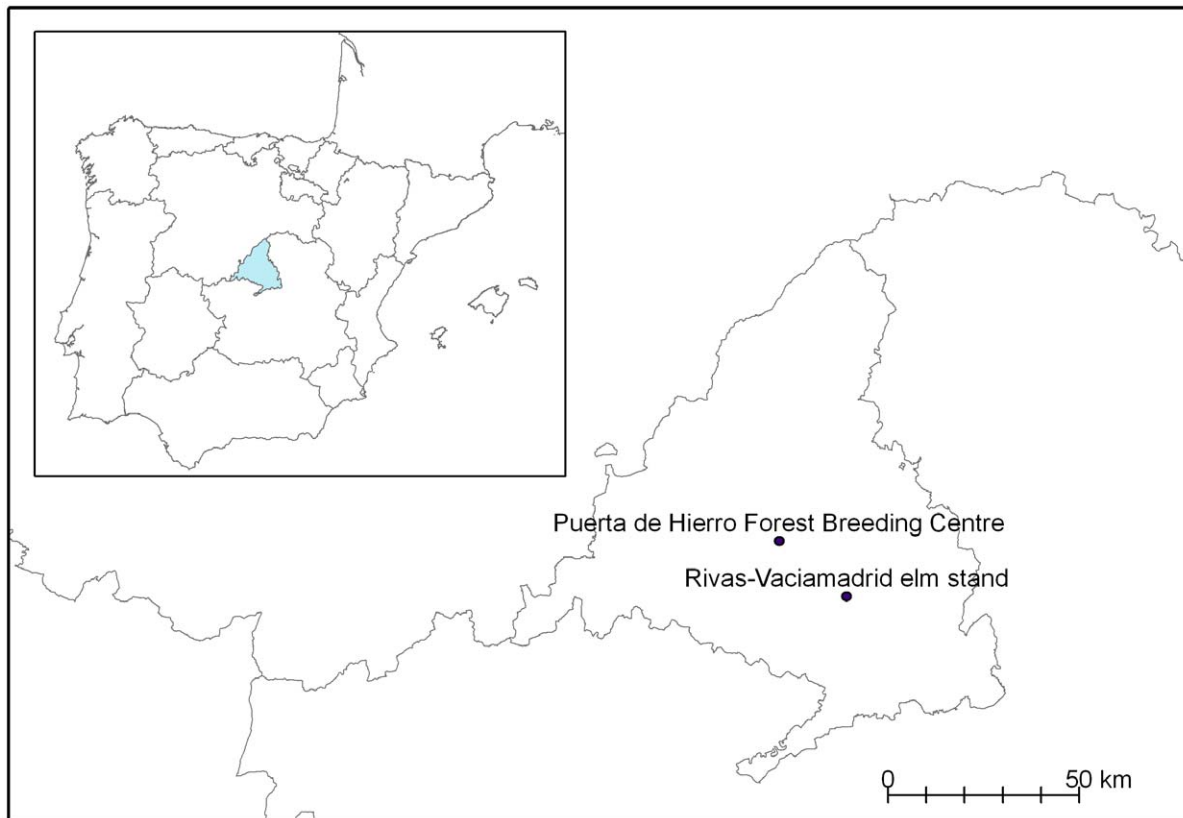 Puerta de Hierro Forest Breeding Centre
Rivas-Vaciamadrid elm stand
0 50 km